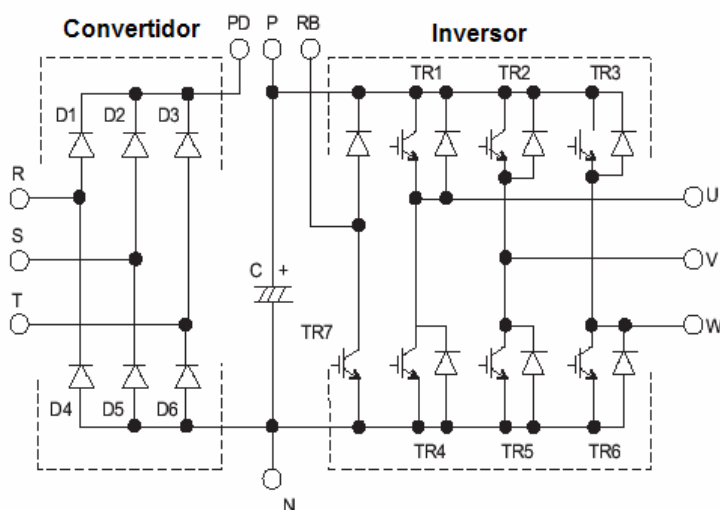 Convertidor
PD
P
RB
Inversor
D1
D2
D3
TR1
TR2
TR3
R
U
S
V
C
+
T
W
TR7
D4
D5
D6
TR4
TR5
TR6
N